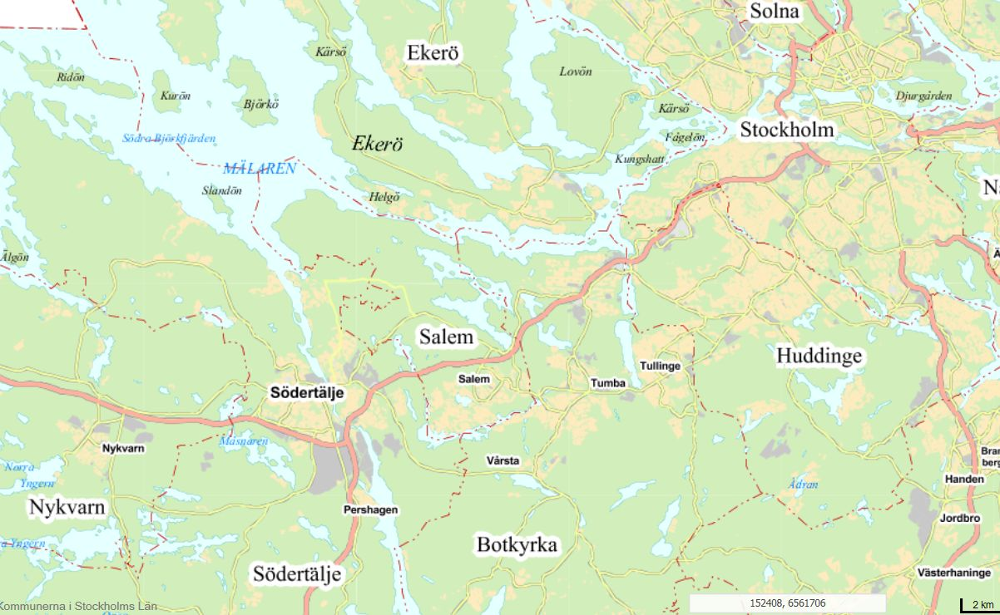 Solna
Ekerö
Kärsö
Lovön
Ridön
Kurön
Björkö
Djurgården
Kärsö
Stockholm
Södra Björkfjärden
Ekerö
Fågelön
Kungshatt
MÄLAREN
Slandön
Helgö
Älgön
Salem
Huddinge
Tullinge
Salem
Tumba
Södertälje
Måsnaren
Nykvarn
Vårsta
Norra
Yngern
Ådran
Handen
Nykvarn
Pershagen
Jordbro
Botkyrka
Södertälje
Västerhaninge
152408, 6561706
Kommunerna i Stockholms Län
2 km